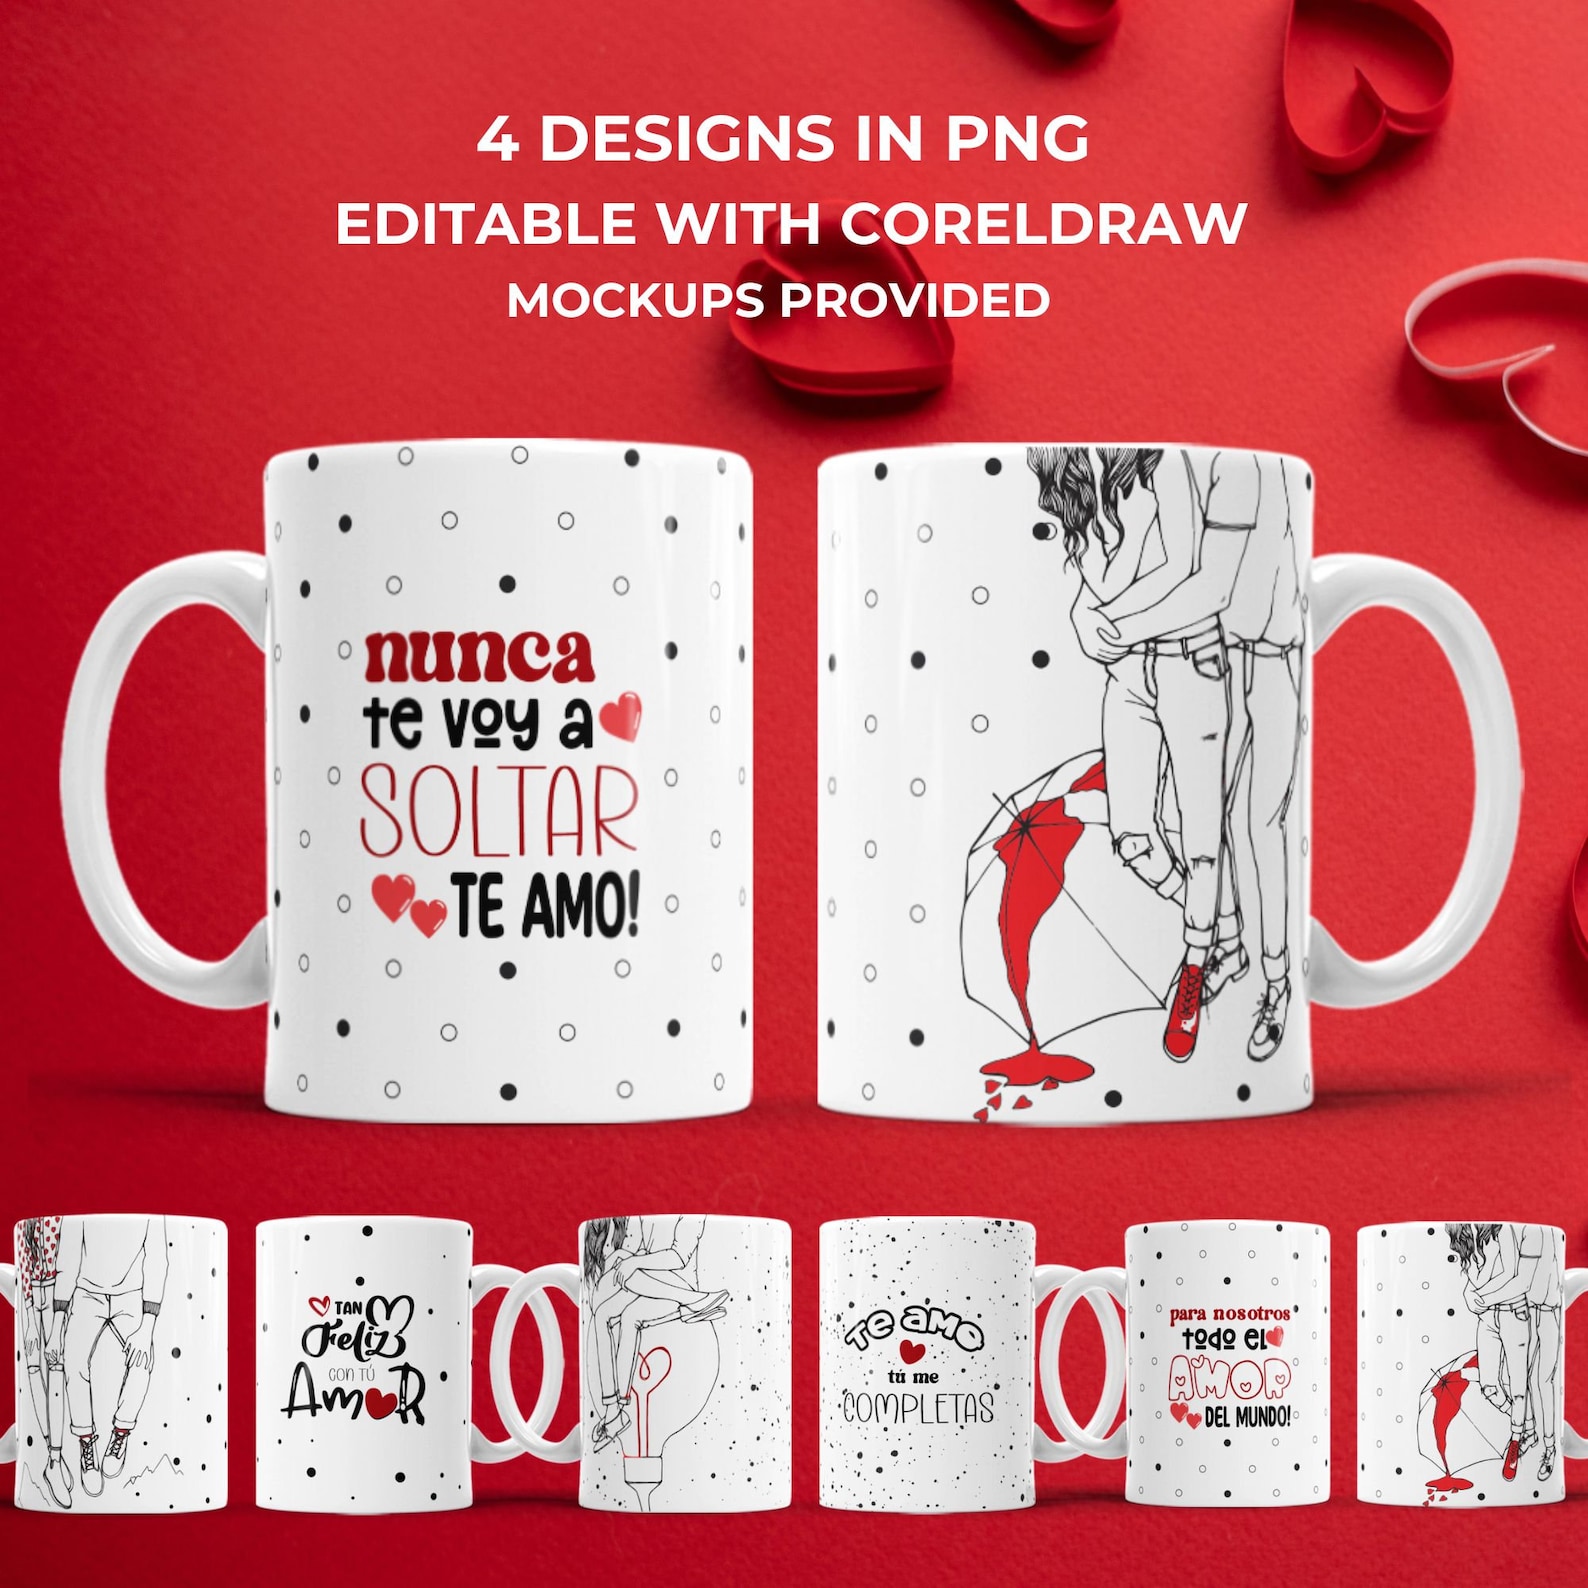 4 DESIGNS IN PNG
EDITABLE WITH CORELDRAW
MOCKUPS PROVIDED
nunca
te voy a
SOLTAR
TE AMO!
TAN
Feliz
CON TÚ
AmoR
Te amo
tú me
COMPLETAS
para nosotros
todo el
AMOR
DEL MUNDO!